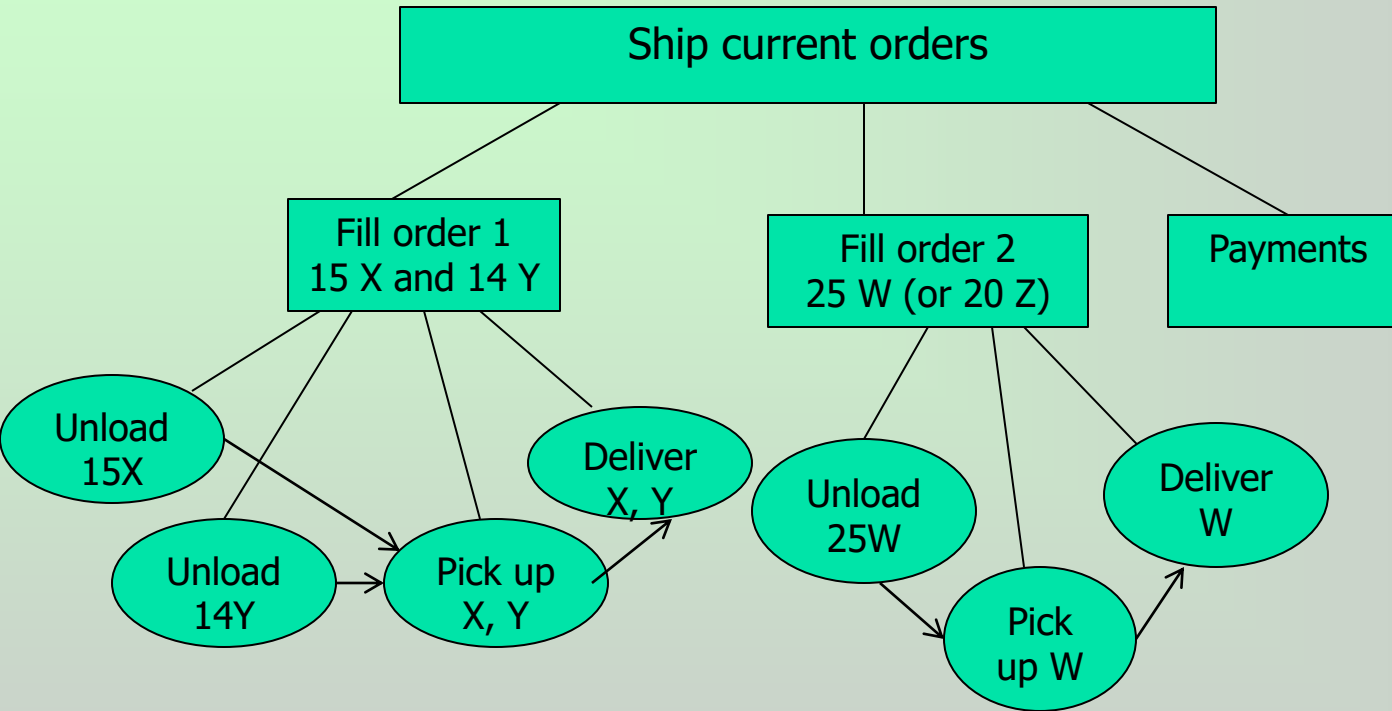 Ship current orders
Fill order 1
15 X and 14 Y
Fill order 2
25 W (or 20 Z)
Payments
Unload
15X
Unload
14Y
Pick up
X, Y
Deliver
X, Y
Unload
25W
Pick
up W
Deliver
W